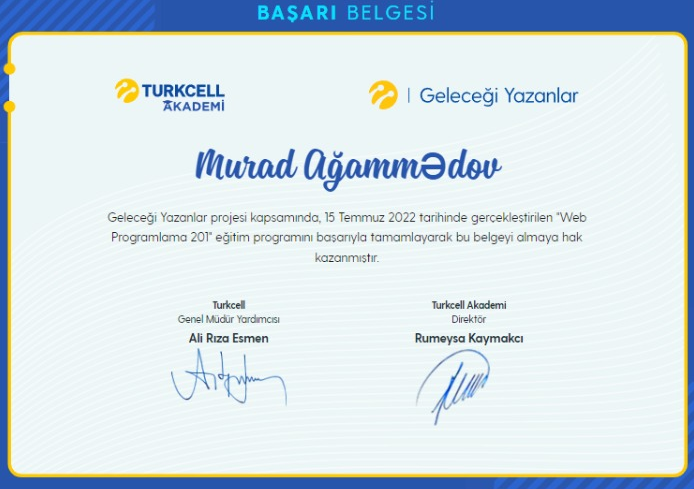 BAŞARI BELGESİ
TURKCELL
AKADEMİ
Geleceği Yazanlar
Murad Ağammədov
Geleceği Yazanlar projesi kapsamında, 15 Temmuz 2022 tarihinde gerçekleştirilen "Web
Programlama 201" eğitim programını başarıyla tamamlayarak bu belgeyi almaya hak
kazanmıştır.
Turkcell
Genel Müdür Yardımcısı
Ali Rıza Esmen
Turkcell Akademi
Direktör
Rumeysa Kaymakcı